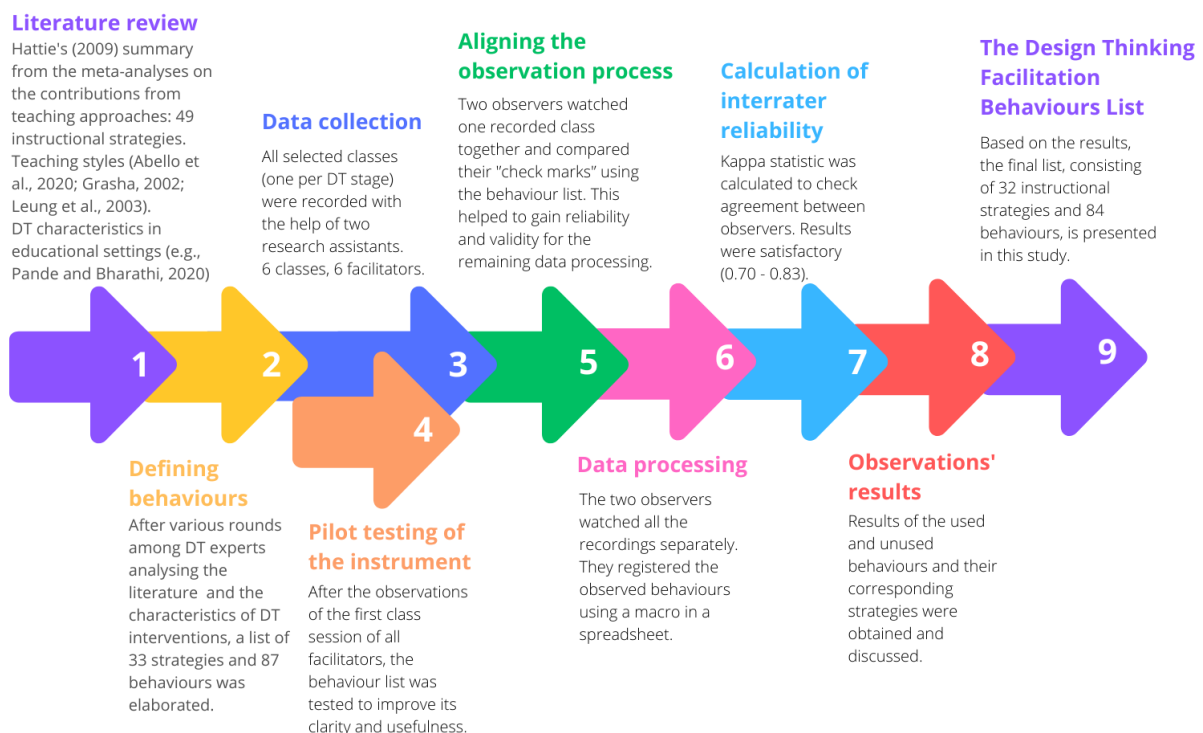 Literature review
Hattie's (2009) summary
from the meta-analyses on
the contributions from
teaching approaches: 49
instructional strategies.
Teaching styles (Abello et
al., 2020; Grasha, 2002;
Leung et al., 2003).
DT characteristics in
educational settings (e.g.,
Pande and Bharathi, 2020)
Data collection
All selected classes
(one per DT stage)
were recorded with
the help of two
research assistants.
6 classes, 6 facilitators.
Aligning the
observation process
Two observers watched
one recorded class
together and compared
their "check marks" using
the behaviour list. This
helped to gain reliability
and validity for the
remaining data processing.
Calculation of
interrater
reliability
Kappa statistic was
calculated to check
agreement between
observers. Results
were satisfactory
(0.70 - 0.83).
The Design Thinking
Facilitation
Behaviours List
Based on the results,
the final list, consisting
of 32 instructional
strategies and 84
behaviours, is presented
in this study.
1
2
3
4
5
6
7
8
9
Defining
behaviours
After various rounds
among DT experts
analysing the
literature  and the
characteristics of DT
interventions, a list of
33 strategies and 87
behaviours was
elaborated.
Pilot testing of
the instrument
After the observations
of the first class
session of all
facilitators, the
behaviour list was
tested to improve its
clarity and usefulness.
Data processing
The two observers
watched all the
recordings separately.
They registered the
observed behaviours
using a macro in a
spreadsheet.
Observations'
results
Results of the used
and unused
behaviours and their
corresponding
strategies were
obtained and
discussed.